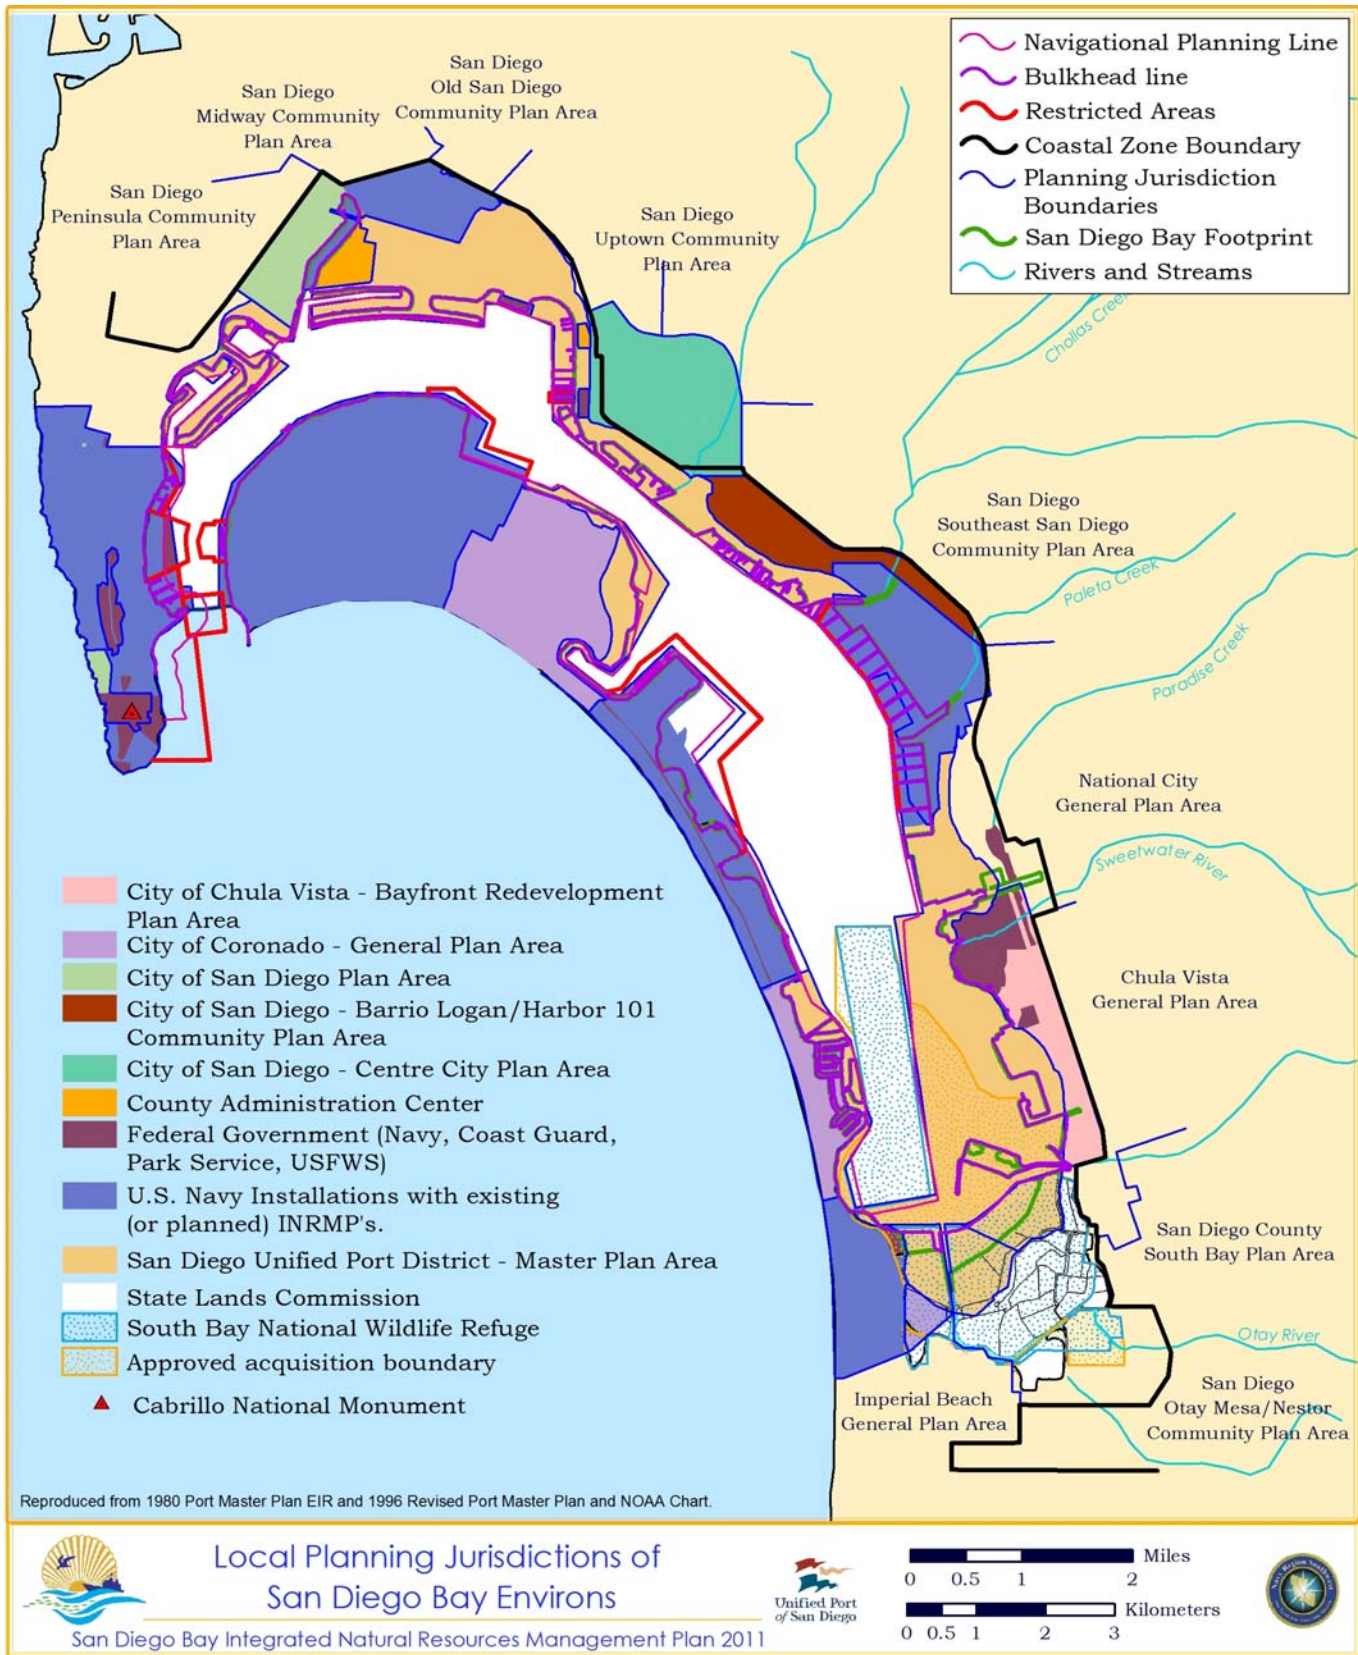 Navigational Planning Line
Bulkhead line
Restricted Areas
Coastal Zone Boundary
Planning Jurisdiction
Boundaries
San Diego Bay Footprint
Rivers and Streams
San Diego
Old San Diego
Community Plan Area
San Diego
Midway Community
Plan Area
San Diego
Peninsula Community
Plan Area
San Diego
Uptown Community
Plan Area
Chollas Creek
San Diego
Southeast San Diego
Community Plan Area
Paleta Creek
Paradise Creek
National City
General Plan Area
Sweetwater River
Chula Vista
General Plan Area
San Diego County
South Bay Plan Area
Otay River
San Diego
Otay Mesa/Nestor
Community Plan Area
Imperial Beach
General Plan Area
City of Chula Vista - Bayfront Redevelopment
Plan Area
City of Coronado - General Plan Area
City of San Diego Plan Area
City of San Diego - Barrio Logan/Harbor 101
Community Plan Area
City of San Diego - Centre City Plan Area
County Administration Center
Federal Government (Navy, Coast Guard,
Park Service, USFWS)
U.S. Navy Installations with existing
(or planned) INRMP's.
San Diego Unified Port District - Master Plan Area
State Lands Commission
South Bay National Wildlife Refuge
Approved acquisition boundary
Cabrillo National Monument
Reproduced from 1980 Port Master Plan EIR and 1996 Revised Port Master Plan and NOAA Chart.
Local Planning Jurisdictions of
San Diego Bay Environs
San Diego Bay Integrated Natural Resources Management Plan 2011
Unified Port
of San Diego
Miles
0 0.5 1 2
Kilometers
0 0.5 1 2 3
Navy Region Southwest